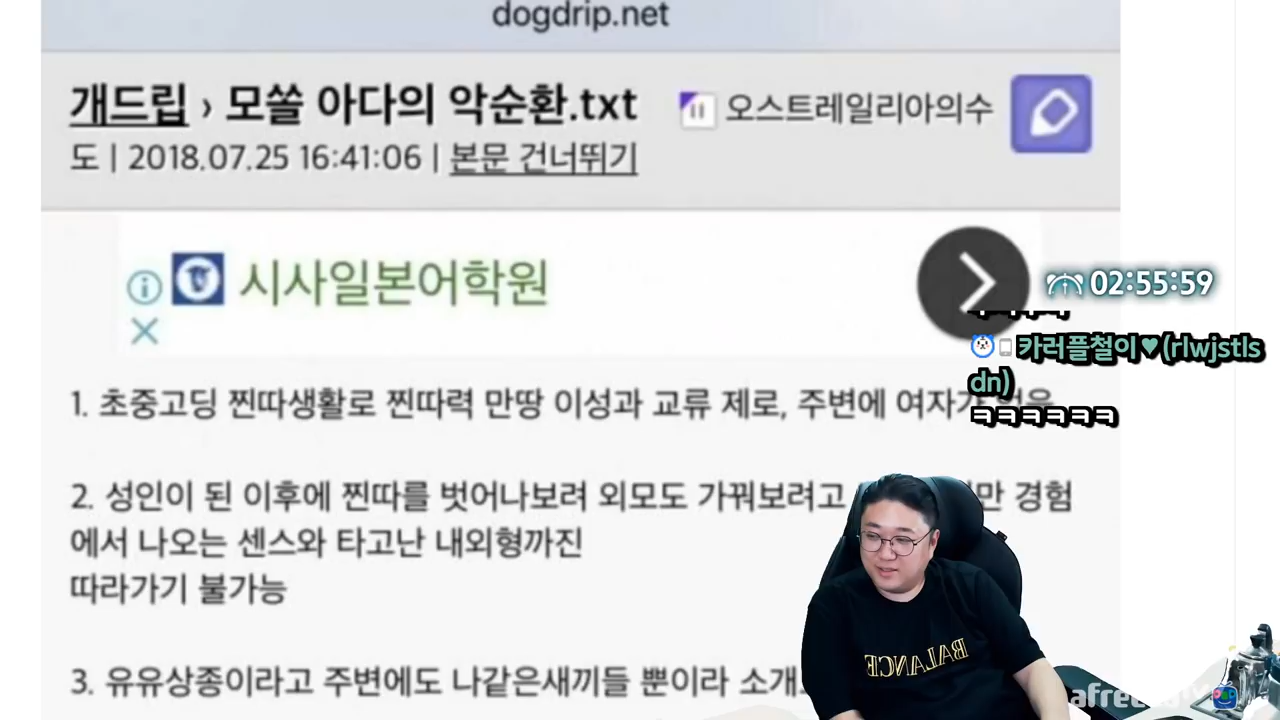 dogdrip.net
개드립 › 모쏠 아다의 악순환.txt
오스트레일리아의수
도 | 2018.07.25 16:41:06 | 본문 건너뛰기
시사일본어학원
02:55:59
카러플철이♥(rlwjstls
dn)
ㅋㅋㅋㅋㅋㅋ
1. 초중고딩 찐따생활로 찐따력 만땅 이성과 교류 제로, 주변에 여자가
2. 성인이 된 이후에 찐따를 벗어나보려 외모도 가꿔보려고 경험
에서 나오는 센스와 타고난 내외형까진
따라가기 불가능
3. 유유상종이라고 주변에도 나같은새끼들 뿐이라
BALANCE